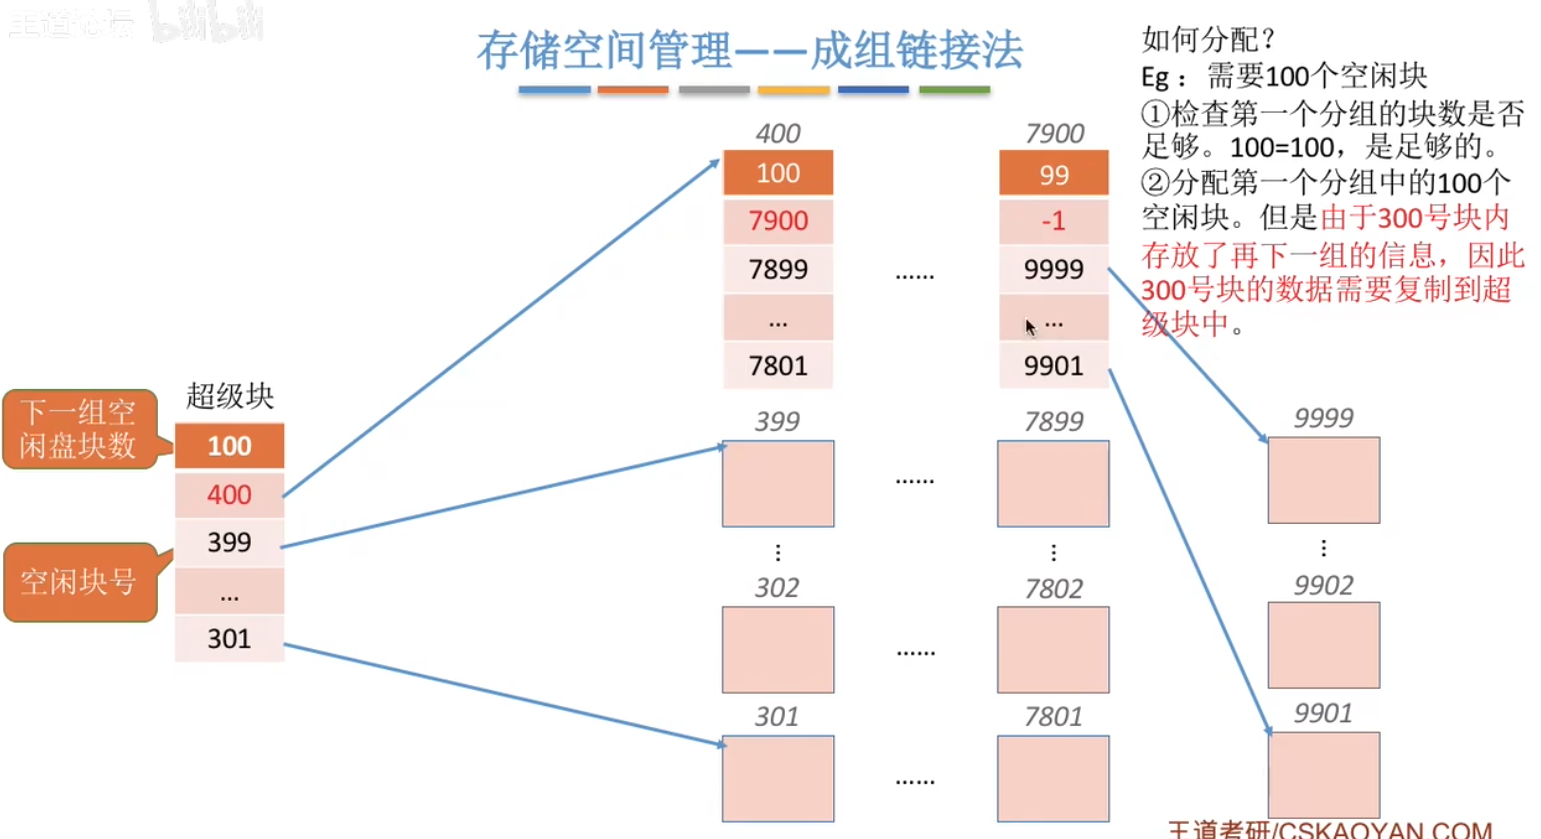 王道论坛 bilibili
存储空间管理——成组链接法
如何分配？
Eg：需要100个空闲块
①检查第一个分组的块数是否
足够。100=100，是足够的。
②分配第一个分组中的100个
空闲块。但是由于300号块内
存放了再下一组的信息，因此
300号块的数据需要复制到超
级块中。
400
100
7900
7899
...
7801
......
7900
99
-1
9999
...
9901
超级块
下一组空
闲盘块数
100
400
399
空闲块号
...
301
399
......
7899
9999
⋮
⋮
⋮
302
......
7802
9902
301
......
7801
9901
王道考研/CSKAOYAN.COM